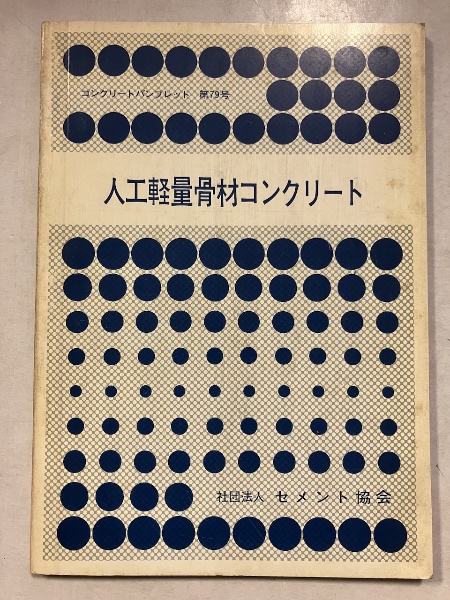 コンクリートパンフレット 第79号
人工軽量骨材コンクリート
社団法人 セメント協会